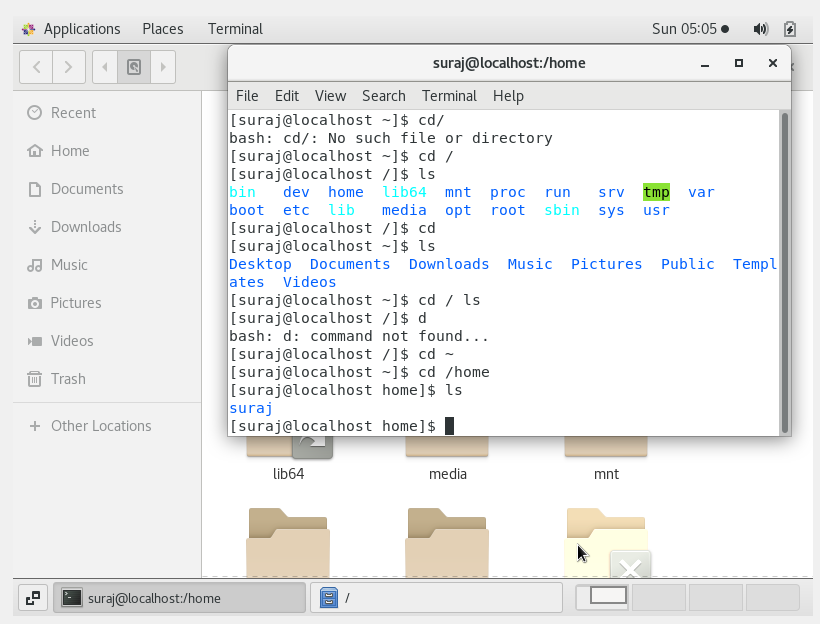 Applications Places Terminal Sun 05:05
suraj@localhost:/home
File Edit View Search Terminal Help
Recent
Home
Documents
Downloads
Music
Pictures
Videos
Trash
+ Other Locations
[suraj@localhost ~]$ cd/
bash: cd/: No such file or directory
[suraj@localhost ~]$ cd /
[suraj@localhost /]$ ls
bin dev home lib64 mnt proc run srv tmp var
boot etc lib media opt root sbin sys usr
[suraj@localhost /]$ cd
[suraj@localhost ~]$ ls
Desktop Documents Downloads Music Pictures Public Templ
ates Videos
[suraj@localhost ~]$ cd / ls
[suraj@localhost /]$ d
bash: d: command not found...
[suraj@localhost /]$ cd ~
[suraj@localhost ~]$ cd /home
[suraj@localhost home]$ ls
suraj
[suraj@localhost home]$
lib64 media mnt
suraj@localhost:/home /